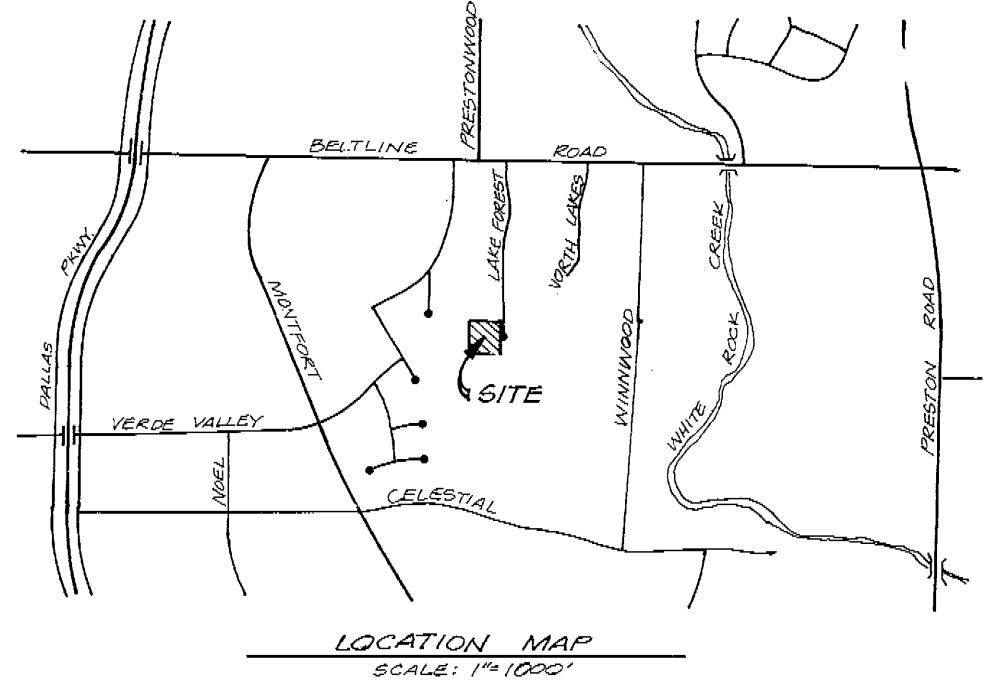 PRESTONWOOD
BELTLINE ROAD
LAKE FOREST
NORTH LAKES
CREEK
PKWY.
MONTFORT
ROAD
WINNWOOD
ROCK
DALLAS
SITE
PRESTON
VERDE VALLEY
WHITE
NOEL
CELESTIAL
LOCATION MAP
SCALE: 1"=1000'